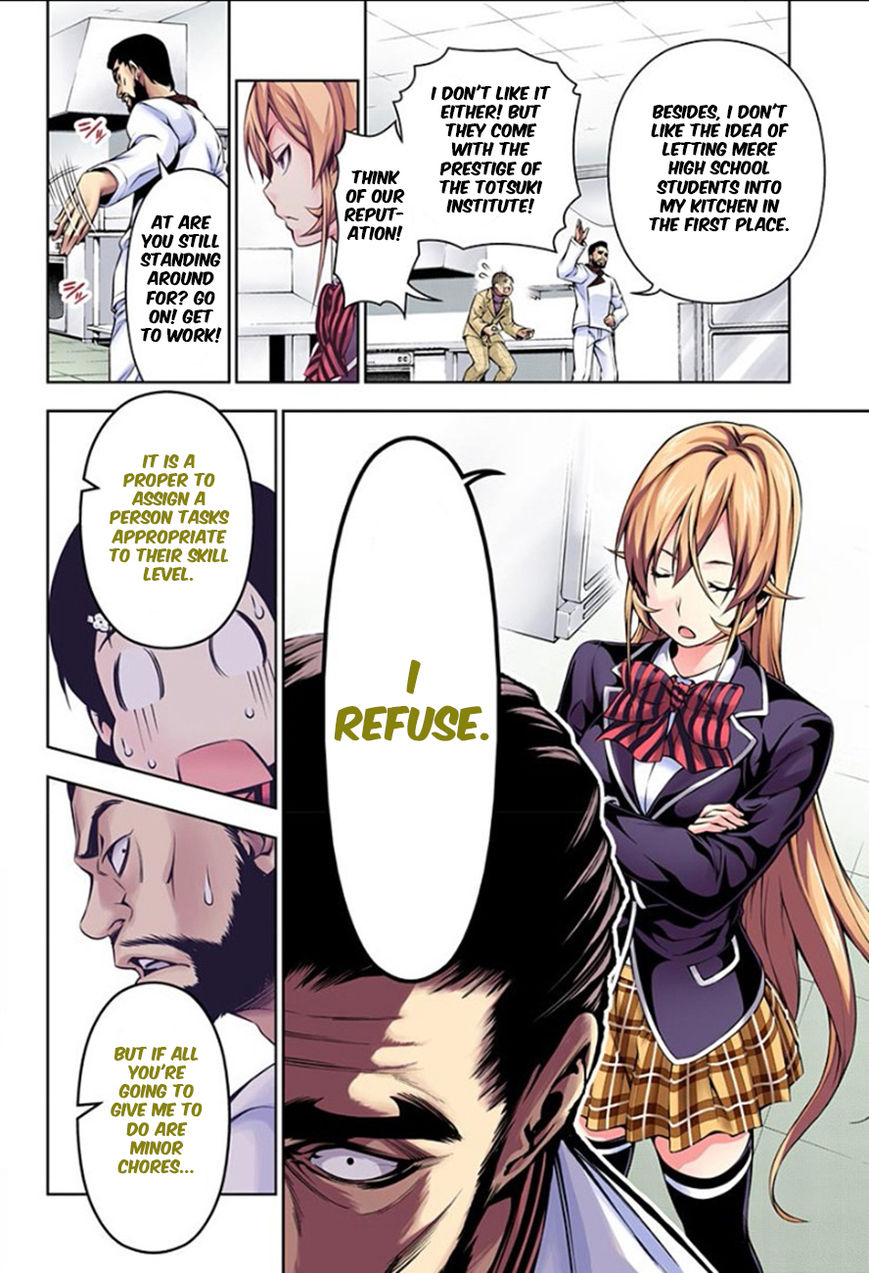 BESIDES, I DON'T
LIKE THE IDEA OF
LETTING MERE
HIGH SCHOOL
STUDENTS INTO
MY KITCHEN IN
THE FIRST PLACE.
I DON'T LIKE IT
EITHER! BUT
THEY COME
WITH THE
PRESTIGE OF
THE TOTSUKI
INSTITUTE!
THINK
OF OUR
REPUT-
ATION!
AT ARE
YOU STILL
STANDING
AROUND
FOR? GO
ON! GET
TO WORK!
I
REFUSE.
IT IS A
PROPER TO
ASSIGN A
PERSON TASKS
APPROPRIATE
TO THEIR SKILL
LEVEL.
BUT IF ALL
YOU'RE
GOING TO
GIVE ME TO
DO ARE
MINOR
CHORES...